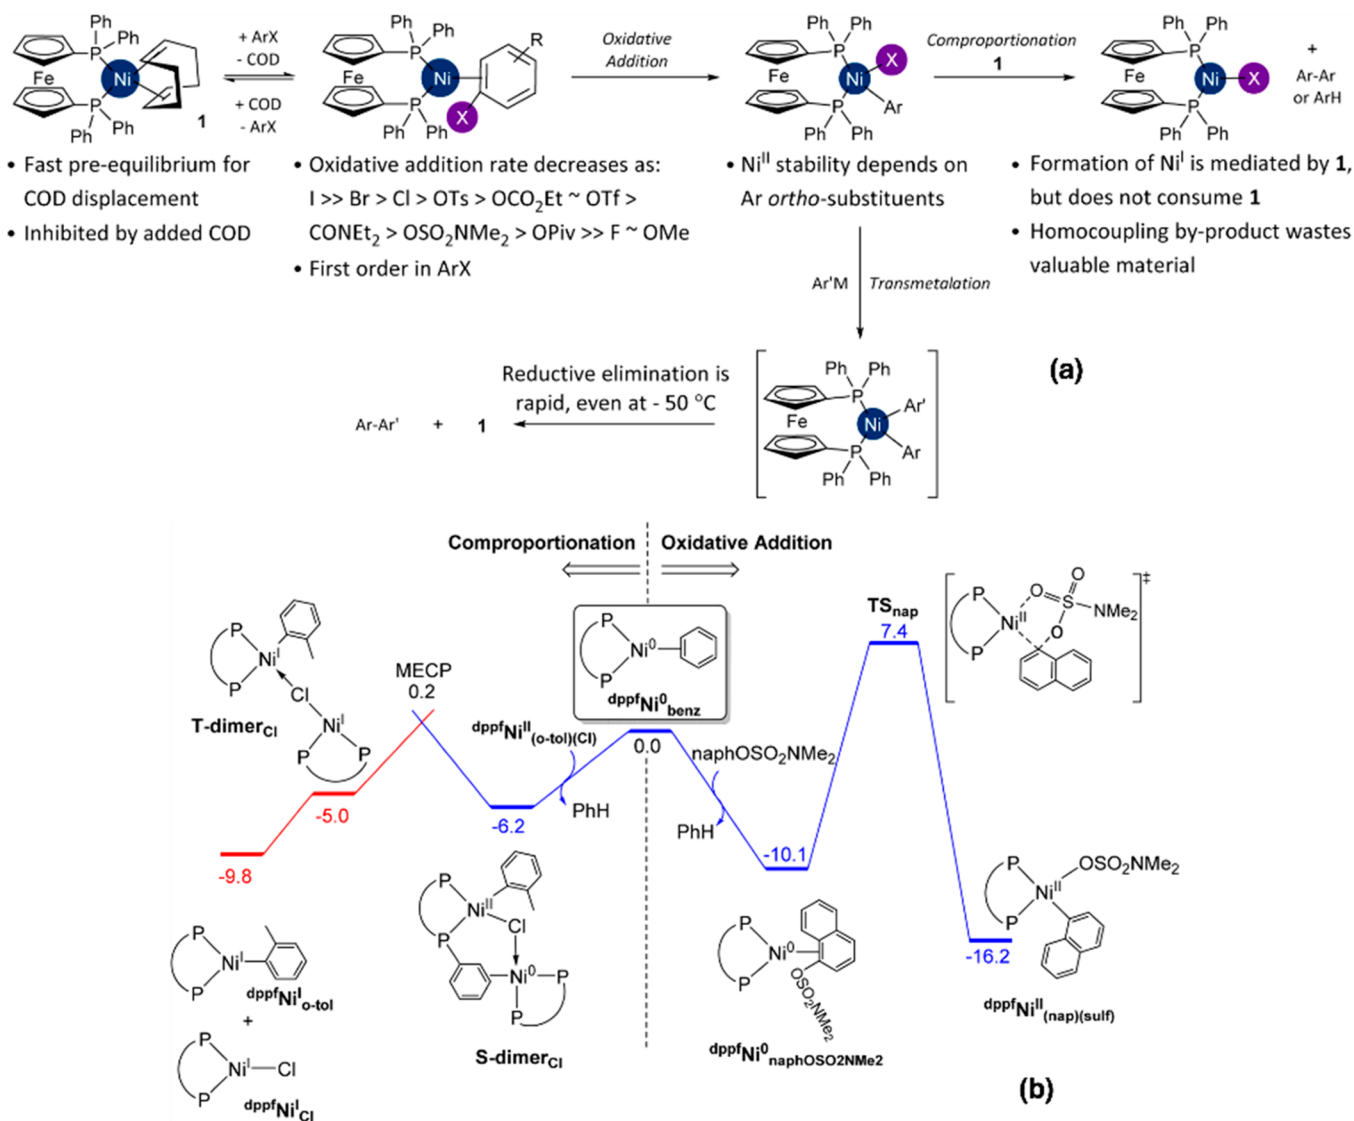 Ph
Ph
P
Fe
Ni
P
Ph
Ph
1
+ ArX
- COD
+ COD
- ArX
Ph
Ph
P
Fe
Ni
R
X
P
Ph
Ph
Oxidative
Addition
Ph
Ph
P
Fe
Ni
X
Ar
P
Ph
Ph
Comproportionation
1
Ph
Ph
P
Fe
Ni
X
P
Ph
Ph
+
Ar-Ar
or ArH
• Fast pre-equilibrium for
COD displacement
• Inhibited by added COD
• Oxidative addition rate decreases as:
I >> Br > Cl > OTs > OCO₂Et ~ OTf >
CONEt₂ > OSO₂NMe₂ > OPiv >> F ~ OMe
• First order in ArX
• Niᴵᴵ stability depends on
Ar ortho-substituents
• Formation of Niᴵ is mediated by 1,
but does not consume 1
• Homocoupling by-product wastes
valuable material
Ar'M
Transmetalation
(a)
Reductive elimination is
rapid, even at - 50 °C
Ar-Ar' + 1
Ph
Ph
P
Fe
Ni
Ar'
Ar
P
Ph
Ph
Comproportionation
Oxidative Addition
P
Niᴵ
P
Cl
Niᴵ
P
P
T-dimerCl
MECP
0.2
-5.0
-9.8
P
Ni⁰
P
dppfNi⁰benz
0.0
dppfNiᴵᴵ(o-tol)(Cl)
PhH
-6.2
naphOSO₂NMe₂
PhH
-10.1
TSnap
7.4
P
Niᴵᴵ
P
O
O
S
NMe₂
O
‡
-16.2
P
Niᴵᴵ
P
OSO₂NMe₂
dppfNiᴵᴵ(nap)(sulf)
P
Niᴵ
P
dppfNiᴵo-tol
+
P
Niᴵ
Cl
P
dppfNiᴵCl
P
Niᴵᴵ
Cl
P
Ni⁰
P
P
S-dimerCl
P
Ni⁰
P
OSO₂NMe₂
dppfNi⁰naphOSO2NMe2
(b)